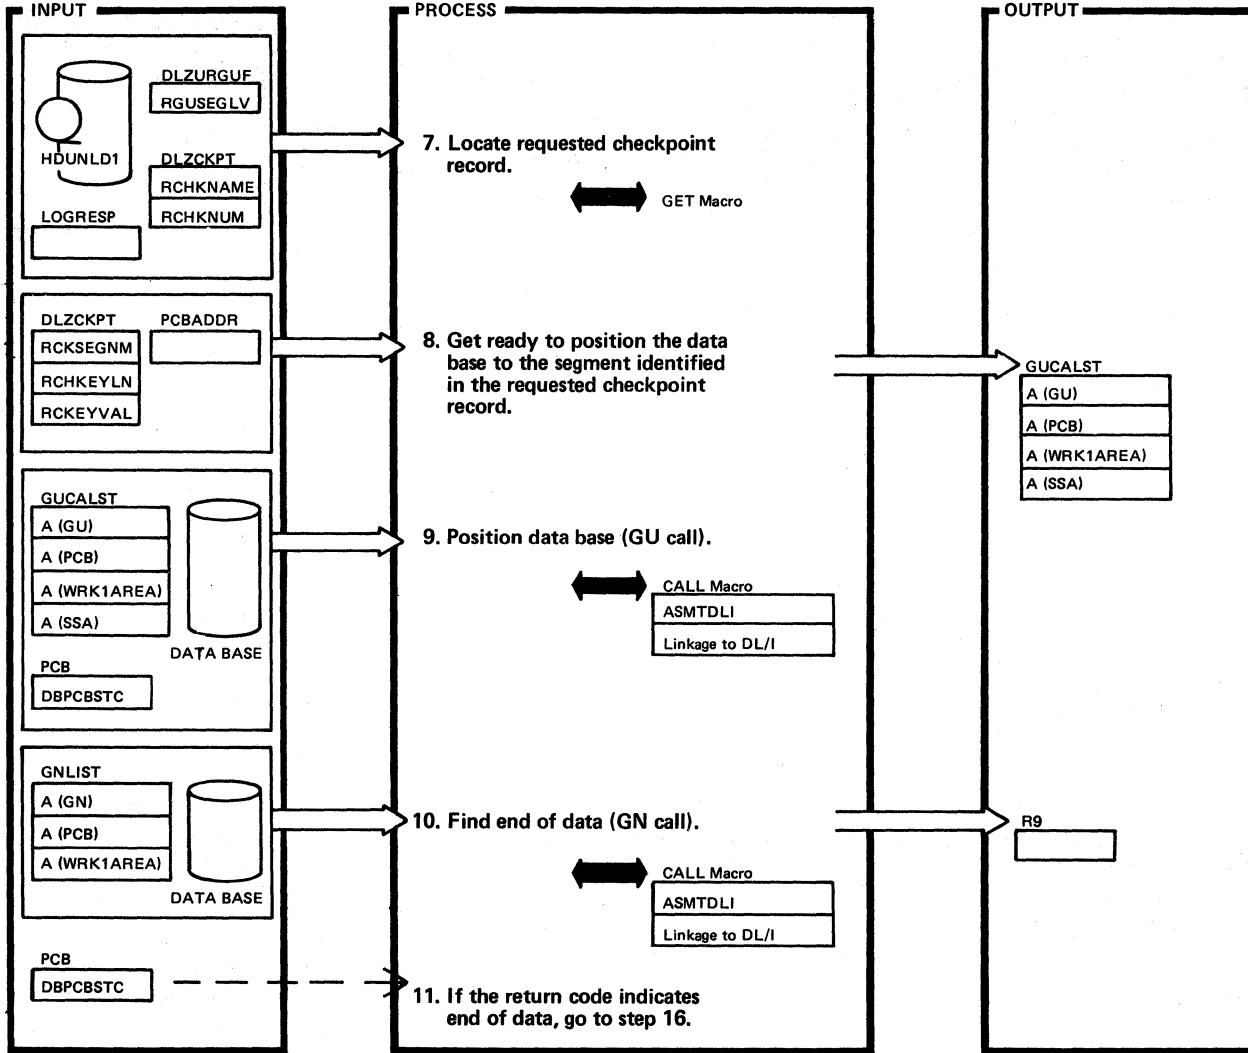 INPUT
PROCESS
OUTPUT
DLZURGUF
RGUSEGLV
HDUNLD1
DLZCKPT
RCHKNAME
RCHKNUM
LOGRESP
7. Locate requested checkpoint
record.
GET Macro
DLZCKPT
PCBADDR
RCKSEGNM
RCHKEYLN
RCKEYVAL
8. Get ready to position the data
base to the segment identified
in the requested checkpoint
record.
GUCALST
A (GU)
A (PCB)
A (WRK1AREA)
A (SSA)
GUCALST
A (GU)
A (PCB)
A (WRK1AREA)
A (SSA)
DATA BASE
PCB
DBPCBSTC
9. Position data base (GU call).
CALL Macro
ASMTDLI
Linkage to DL/I
GNLIST
A (GN)
A (PCB)
A (WRK1AREA)
DATA BASE
10. Find end of data (GN call).
CALL Macro
ASMTDLI
Linkage to DL/I
R9
PCB
DBPCBSTC
11. If the return code indicates
end of data, go to step 16.